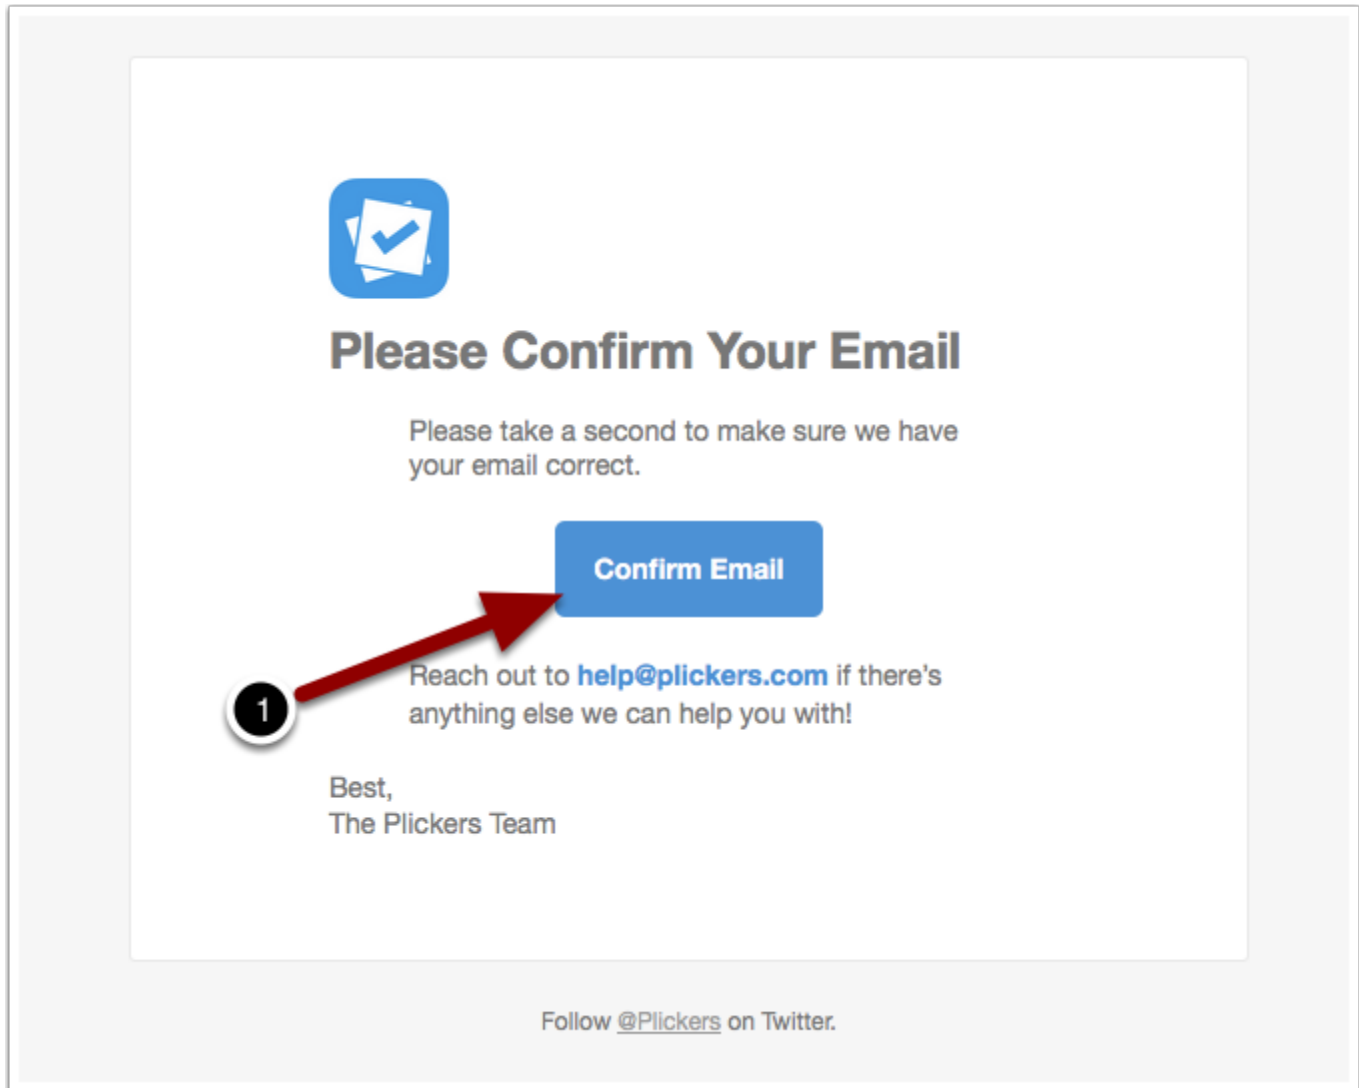 Please Confirm Your Email
Please take a second to make sure we have
your email correct.
Confirm Email
1
Reach out to help@plickers.com if there's
anything else we can help you with!
Best,
The Plickers Team
Follow @Plickers on Twitter.